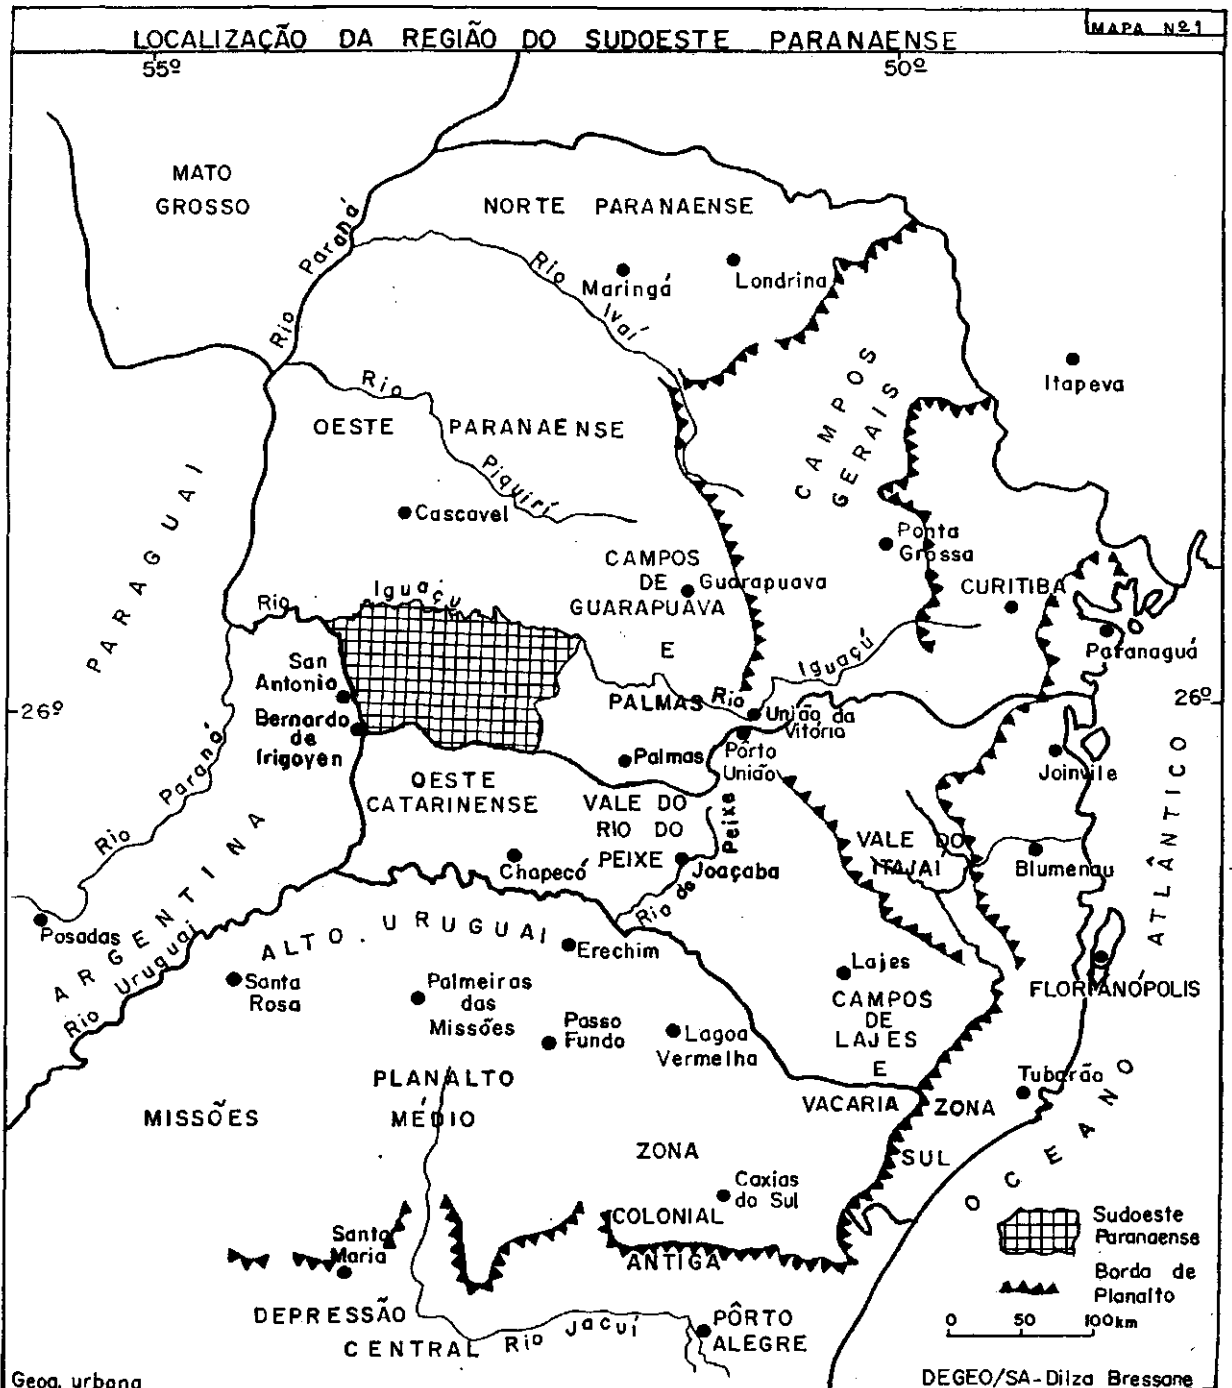 MAPA Nº1
LOCALIZAÇÃO DA REGIÃO DO SUDOESTE PARANAENSE
55º
50º
MATO
GROSSO
NORTE PARANAENSE
Rio Paraná
Rio Ivaí
Maringá
Londrina
Itapeva
CAMPOS
GERAIS
Rio Piquirí
OESTE PARANAENSE
Cascavel
PARAGUAI
Ponta
Grossa
CURITIBA
CAMPOS
DE
GUARAPUAVA
E
PALMAS
Guarapuava
Rio Iguaçu
Rio Iguaçú
Paranaguá
San
Antonio
Bernardo
de
Irigoyen
26º
26º
União da
Vitória
Pôrto
União
Palmas
Joinvile
Rio Paraná
OESTE
CATARINENSE
VALE DO
RIO DO
PEIXE
Rio do Peixe
Chapecó
Joaçaba
VALE DO
ITAJAÍ
Blumenau
OCEANO ATLÂNTICO
Posadas
ARGENTINA
Rio Uruguai
ALTO. URUGUAI
Erechim
Santa
Rosa
Palmeiras
das
Missões
Passo
Fundo
Lagoa
Vermelha
Lajes
CAMPOS
DE
LAJES
E
VACARIA
FLORIANÓPOLIS
Tubarão
ZONA
SUL
PLANALTO
MÉDIO
MISSÕES
ZONA
COLONIAL
ANTIGA
Caxias
do Sul
Santa
Maria
DEPRESSÃO
CENTRAL
Rio Jacuí
PÔRTO
ALEGRE
Sudoeste
Paranaense
Borda de
Planalto
0 50 100km
Geog. urbana
DEGEO/SA-Dilza Bressane